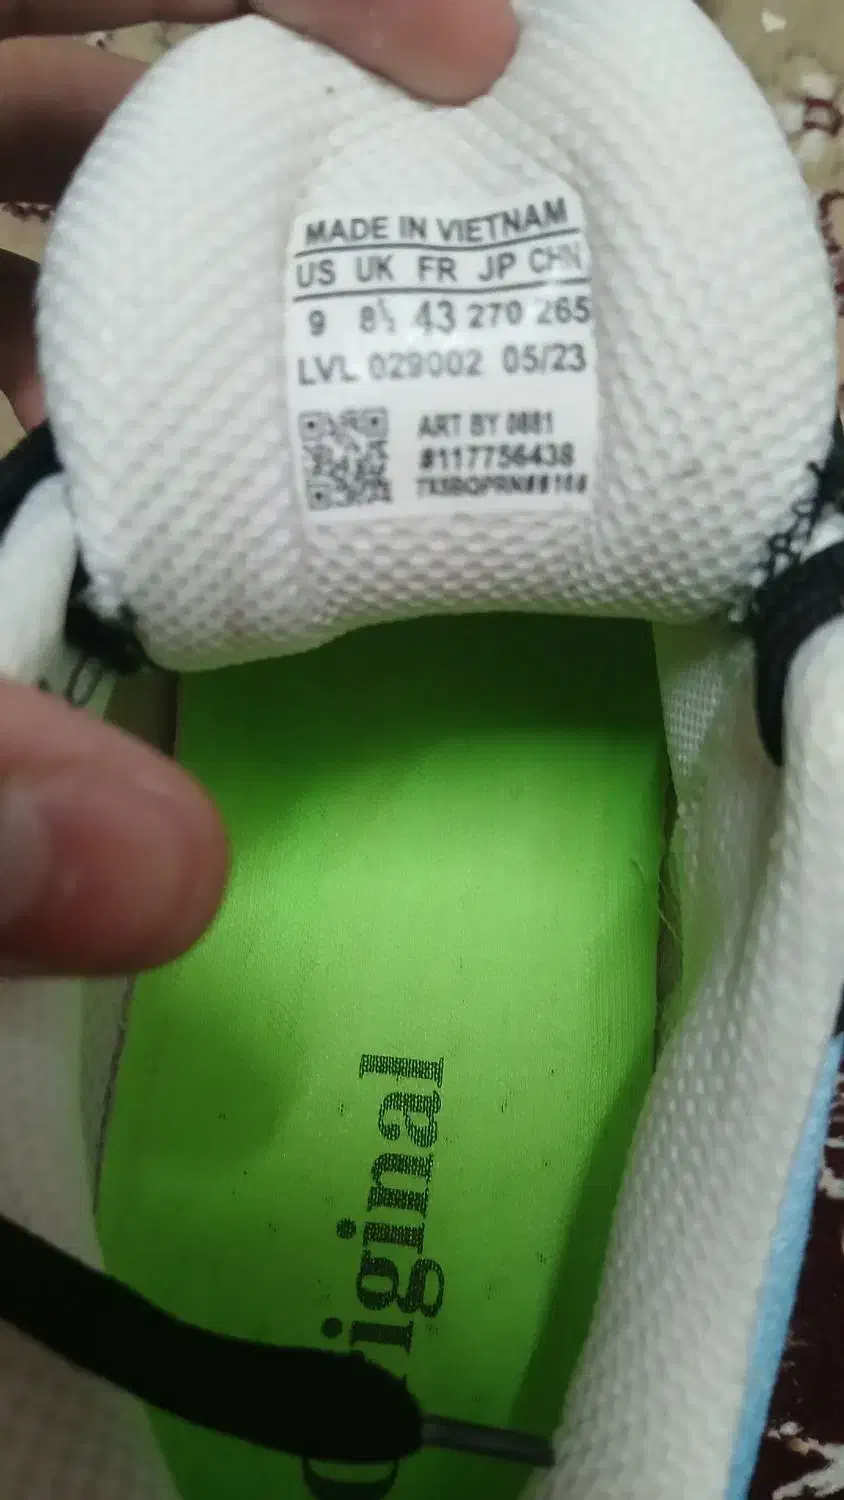 MADE IN VIETNAM
US UK FR JP CHN
9 8½ 43 270 265
LVL 029002 05/23
ART BY 0881
#117756438
Original